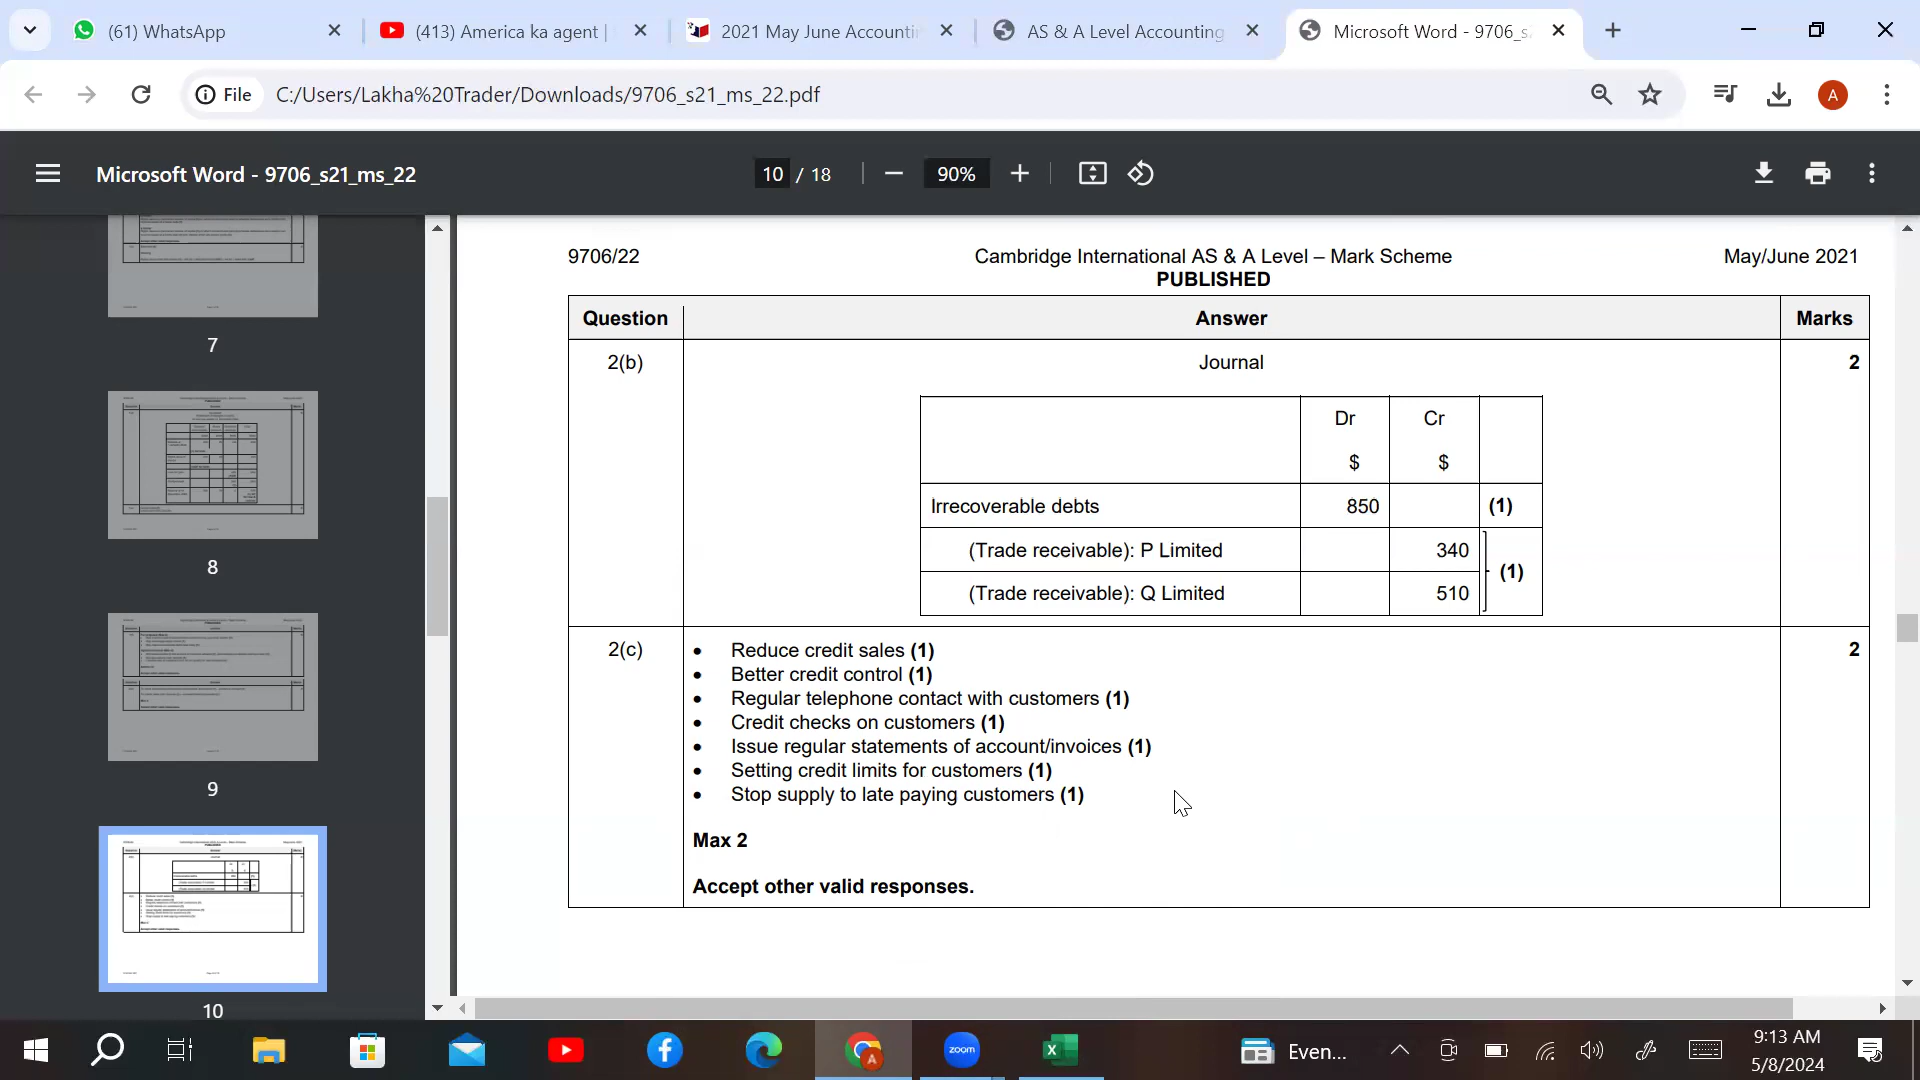 (61) WhatsApp
(413) America ka agent |
2021 May June Accounti
AS & A Level Accounting
Microsoft Word - 9706_s
File
C:/Users/Lakha%20Trader/Downloads/9706_s21_ms_22.pdf
A
Microsoft Word - 9706_s21_ms_22
10 / 18
90%
7
8
9
10
9706/22
Cambridge International AS & A Level – Mark Scheme
May/June 2021
PUBLISHED
Question
Answer
Marks
2(b)
Journal
2
Dr
Cr
$
$
Irrecoverable debts
850
(1)
(Trade receivable): P Limited
340
(1)
(Trade receivable): Q Limited
510
2(c)
2
• Reduce credit sales (1)
• Better credit control (1)
• Regular telephone contact with customers (1)
• Credit checks on customers (1)
• Issue regular statements of account/invoices (1)
• Setting credit limits for customers (1)
• Stop supply to late paying customers (1)
Max 2
Accept other valid responses.
A
zoom
Even...
9:13 AM
5/8/2024